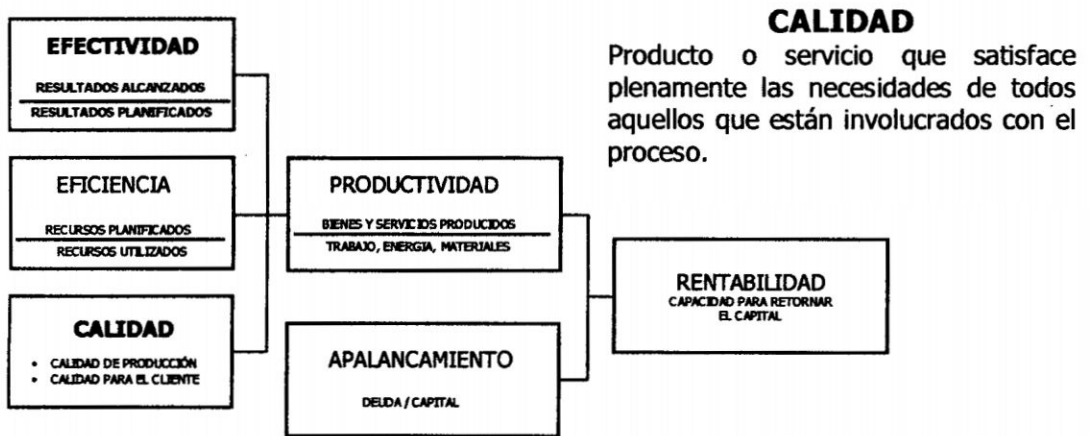 EFECTIVIDAD
RESULTADOS ALCANZADOS
RESULTADOS PLANIFICADOS
EFICIENCIA
RECURSOS PLANIFICADOS
RECURSOS UTILIZADOS
CALIDAD
• CALIDAD DE PRODUCCIÓN
• CALIDAD PARA EL CLIENTE
PRODUCTIVIDAD
BIENES Y SERVICIOS PRODUCIDOS
TRABAJO, ENERGIA, MATERIALES
APALANCAMIENTO
DEUDA / CAPITAL
RENTABILIDAD
CAPACIDAD PARA RETORNAR
EL CAPITAL
CALIDAD
Producto o servicio que satisface
plenamente las necesidades de todos
aquellos que están involucrados con el
proceso.